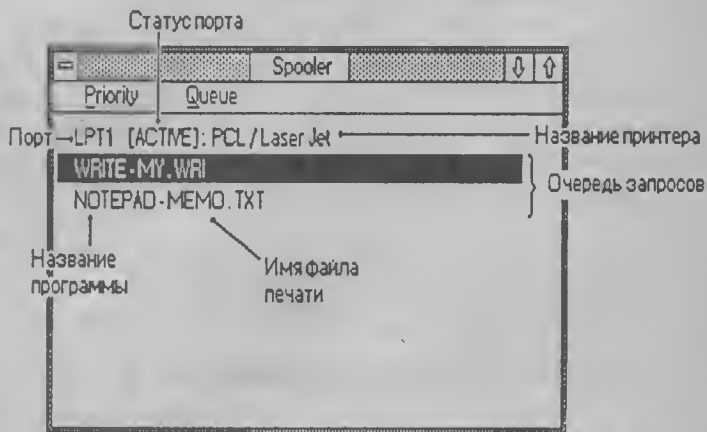 Статус порта
Spooler
Priority Queue
Порт LPT1 [ACTIVE]: PCL / Laser Jet Название принтера
WRITE-MY.WRI
Очередь запросов
NOTEPAD-MEMO.TXT
Название
программы
Имя файла
печати